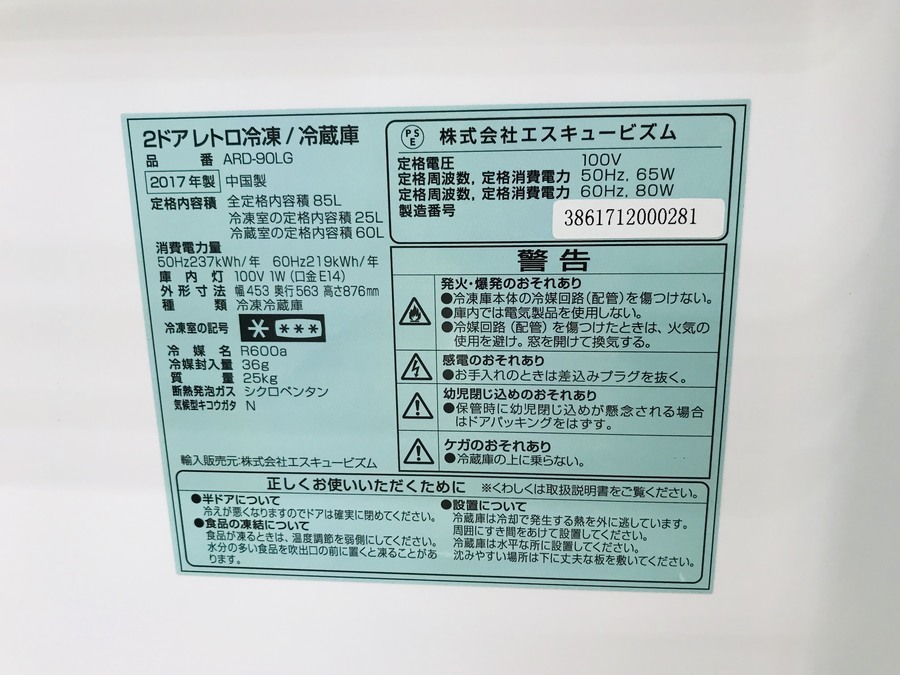 2ドア レトロ冷凍/冷蔵庫
品 番 ARD-90LG
2017年製 中国製
定格内容積 全定格内容積 85L
冷凍室の定格内容積 25L
冷蔵室の定格内容積 60L
消費電力量
50Hz237kWh/年 60Hz219kWh/年
庫 内 灯 100V 1W(口金E14)
外形寸法 幅453 奥行563 高さ876mm
種 類 冷凍冷蔵庫
冷凍室の記号
冷 媒 名 R600a
冷媒封入量 36g
質 量 25kg
断熱発泡ガス シクロペンタン
気候型キコウガタ N
輸入販売元:株式会社エスキュービズム
PSE 株式会社エスキュービズム
定格電圧 100V
定格周波数, 定格消費電力 50Hz, 65W
定格周波数, 定格消費電力 60Hz, 80W
製造番号 3861712000281
警告
発火・爆発のおそれあり
●冷凍庫本体の冷媒回路(配管)を傷つけない。
●庫内では電気製品を使用しない。
●冷媒回路(配管)を傷つけたときは、火気の
使用を避け。窓を開けて換気する。
感電のおそれあり
●お手入れのときは差込みプラグを抜く。
幼児閉じ込めのおそれあり
●保管時に幼児閉じ込めが懸念される場合
はドアパッキングをはずす。
ケガのおそれあり
●冷蔵庫の上に乗らない。
正しくお使いいただくために ※くわしくは取扱説明書をご覧ください。
●半ドアについて
冷えが悪くなりますのでドアは確実に閉めてください。
●食品の凍結について
食品が凍るときは、温度調節を弱側にしてください。
水分の多い食品を吹出口の前に置くと凍ることがあ
ります。
●設置について
冷蔵庫は冷却で発生する熱を外に逃しています。
周囲にすき間をあけて設置してください。
冷蔵庫は水平な所に設置してください。
沈みやすい場所は下に丈夫な板を敷いてください。